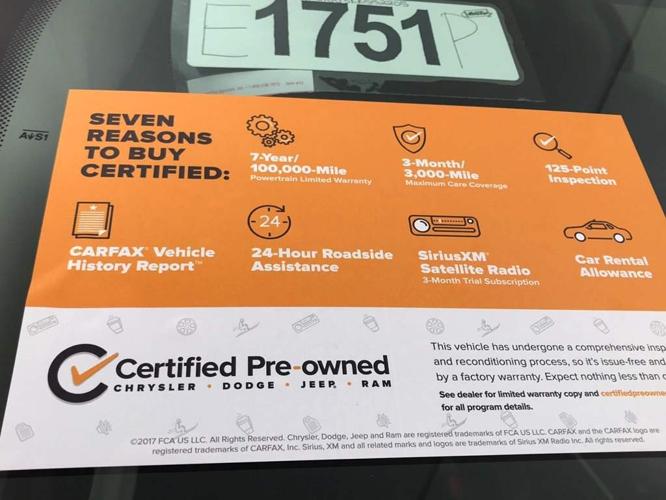 E 1751 P
A↓S1
SEVEN
REASONS
TO BUY
CERTIFIED:
7-Year/
100,000-Mile
Powertrain Limited Warranty
3-Month/
3,000-Mile
Maximum Care Coverage
125-Point
Inspection
CARFAX® Vehicle
History Report™
24
24-Hour Roadside
Assistance
SiriusXM®
Satellite Radio
3-Month Trial Subscription
Car Rental
Allowance
Certified Pre-owned
CHRYSLER • DODGE • JEEP® • RAM
This vehicle has undergone a comprehensive insp
and reconditioning process, so it's issue-free and
by a factory warranty. Expect nothing less than
See dealer for limited warranty copy and certifiedpreowne
for all program details.
©2017 FCA US LLC. All Rights Reserved. Chrysler, Dodge, Jeep and Ram are registered trademarks of FCA US LLC. CARFAX and the CARFAX logo are
registered trademarks of CARFAX, Inc. Sirius, XM and all related marks and logos are trademarks of Sirius XM Radio Inc. All rights reserved.